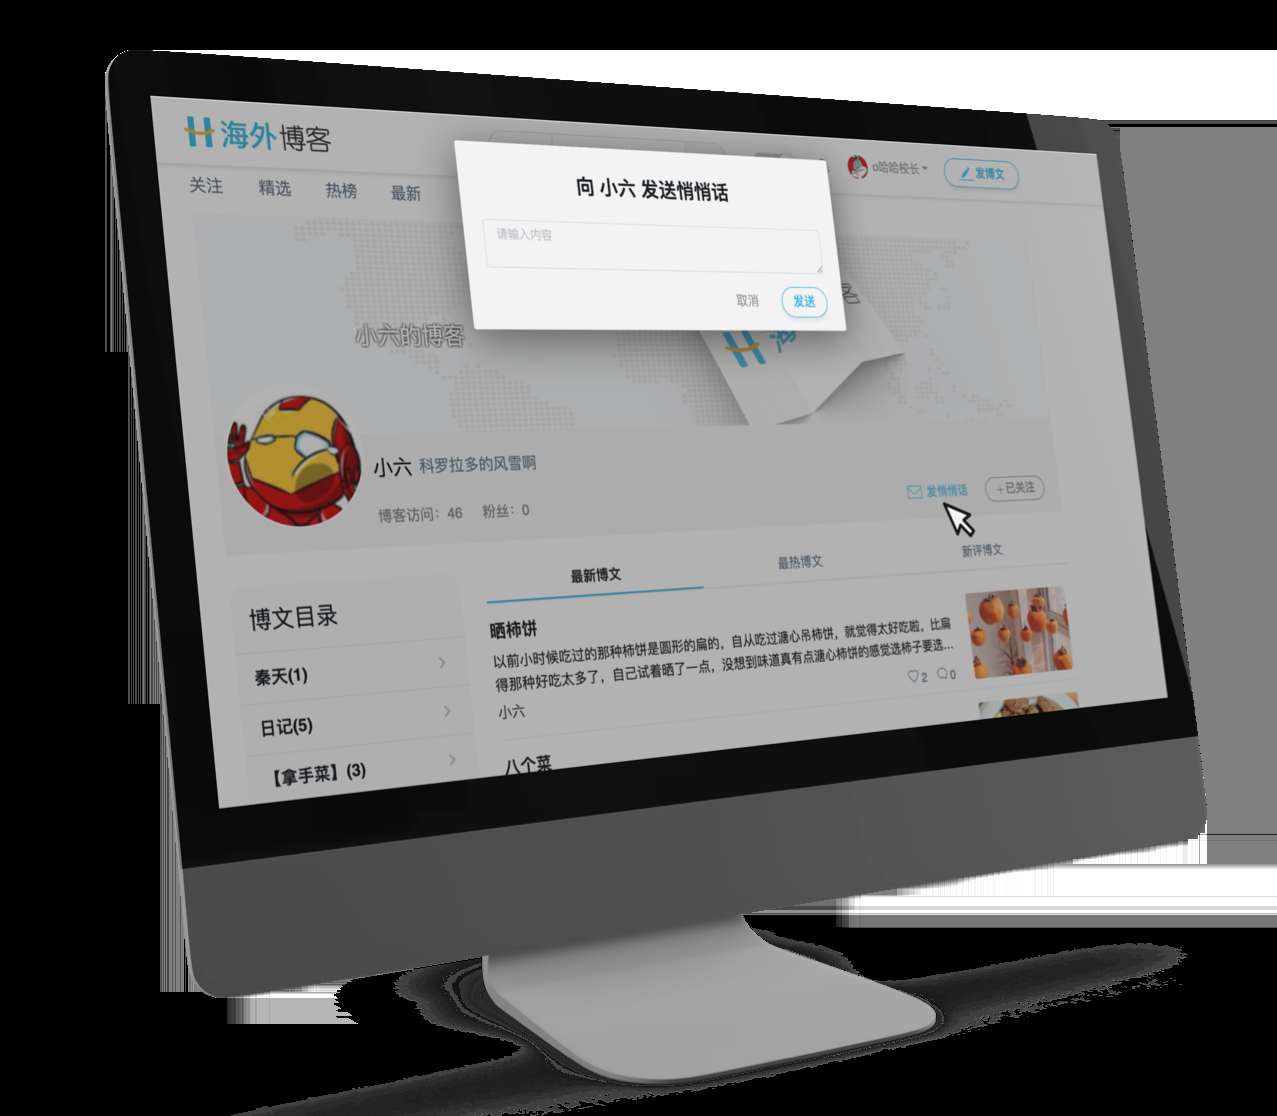 海外博客
o哈哈校长
发博文
关注 精选 热榜 最新
向 小六 发送悄悄话
请输入内容
取消 发送
小六的博客
小六 科罗拉多的风雪啊
博客访问：46 粉丝：0
发悄悄话 +已关注
最新博文 最热博文 新评博文
博文目录
秦天(1)
日记(5)
【拿手菜】(3)
晒柿饼
以前小时候吃过的那种柿饼是圆形的扁的，自从吃过溏心吊柿饼，就觉得太好吃啦，比扁
得那种好吃太多了，自己试着晒了一点，没想到味道真有点溏心柿饼的感觉选柿子要选...
2 0
小六
八个菜